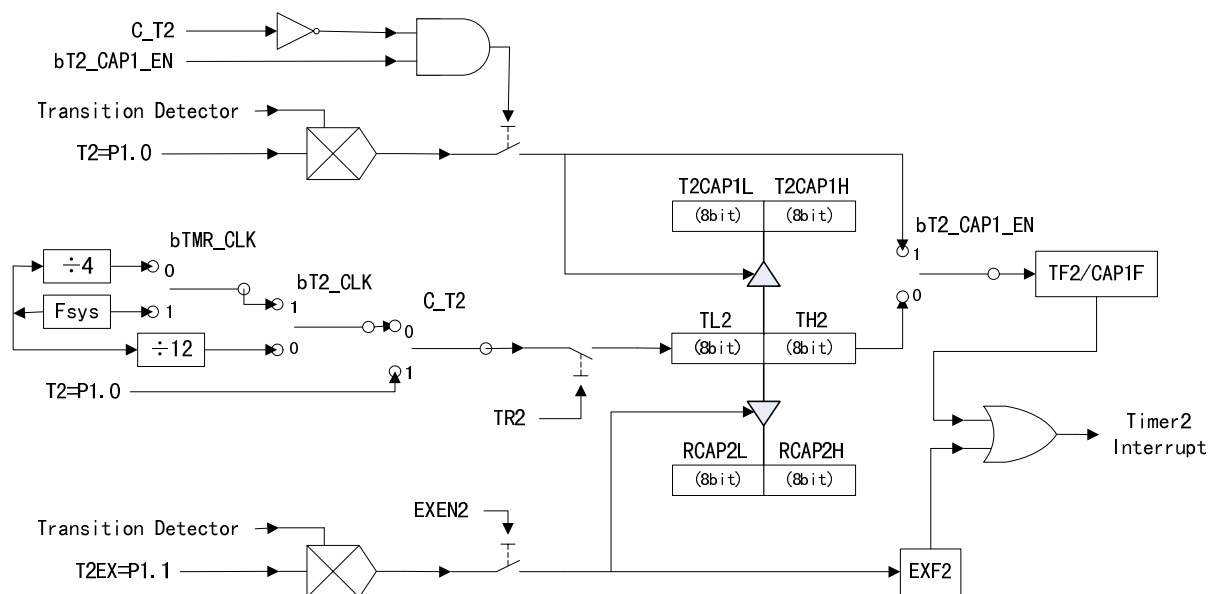 C_T2
bT2_CAP1_EN
Transition Detector
T2=P1.0
T2CAP1L T2CAP1H
(8bit) (8bit)
bT2_CAP1_EN
1
0
TF2/CAP1F
bTMR_CLK
÷4
0
Fsys
1
÷12
bT2_CLK
1
0
C_T2
0
1
T2=P1.0
TR2
TL2 TH2
(8bit) (8bit)
RCAP2L RCAP2H
(8bit) (8bit)
Timer2
Interrupt
EXEN2
Transition Detector
T2EX=P1.1
EXF2